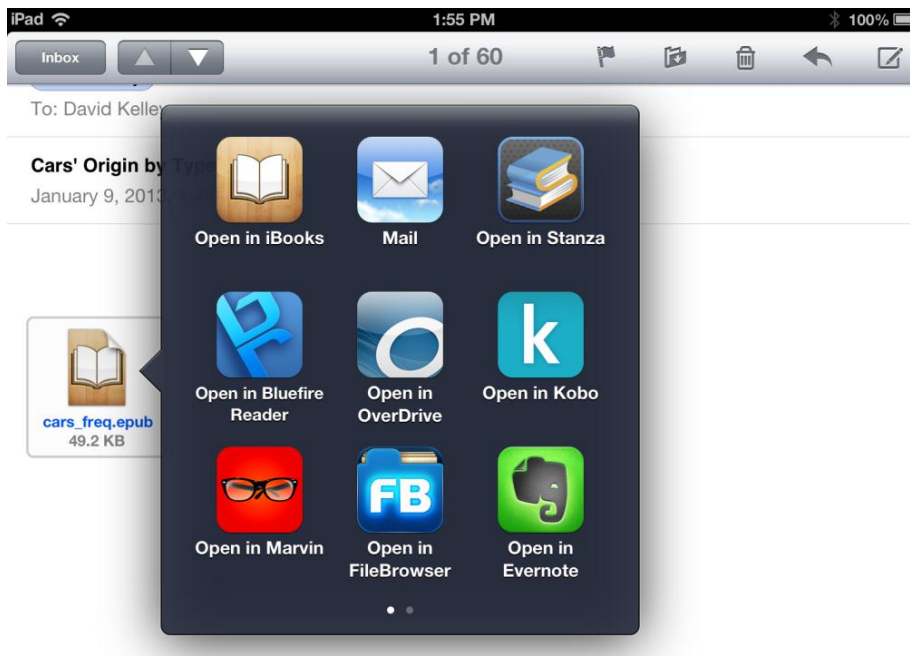 iPad 1:55 PM 100%
Inbox 1 of 60
To: David Kelley
Cars' Origin by Type
January 9, 2013
Open in iBooks Mail Open in Stanza
Open in Bluefire Open in Open in Kobo
Reader OverDrive
k
cars_freq.epub
49.2 KB
FB
Open in Marvin Open in Open in
FileBrowser Evernote